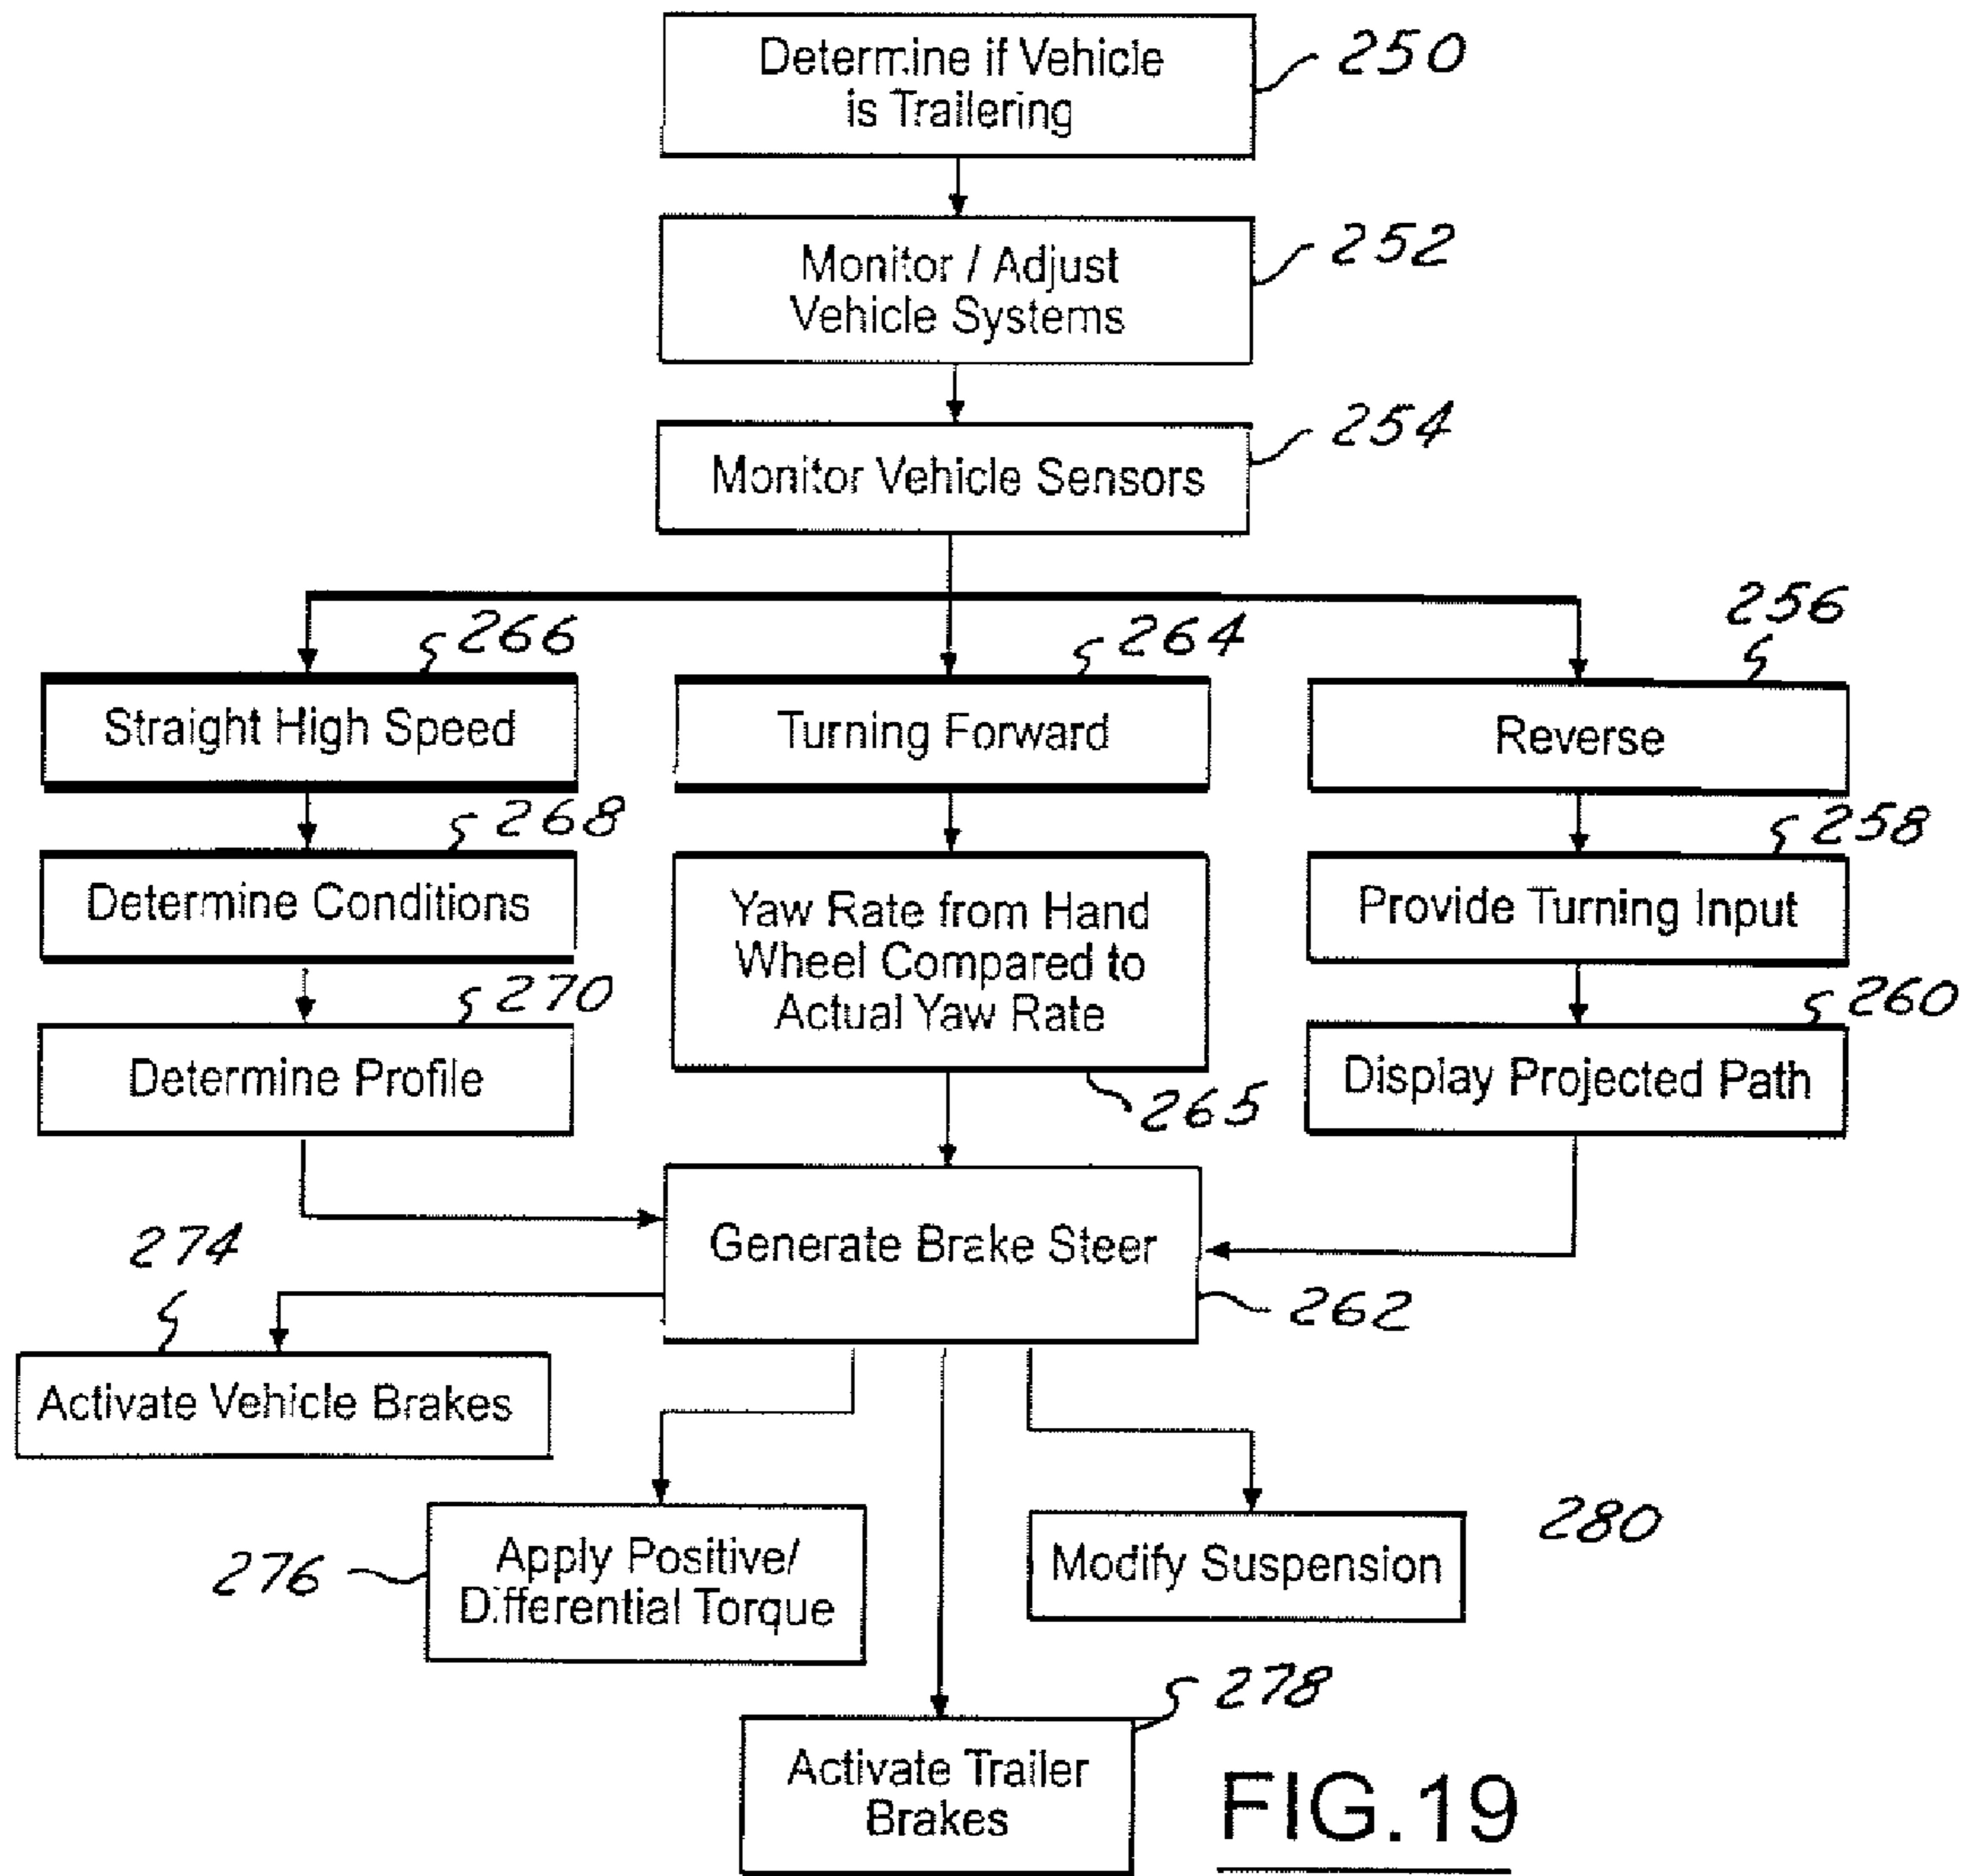 Determine if Vehicle
is Trailering
250
Monitor / Adjust
Vehicle Systems
252
Monitor Vehicle Sensors
254
266
264
256
Straight High Speed
Turning Forward
Reverse
268
258
Determine Conditions
Yaw Rate from Hand
Wheel Compared to
Actual Yaw Rate
Provide Turning Input
270
260
Determine Profile
265
Display Projected Path
Generate Brake Steer
262
274
Activate Vehicle Brakes
276
Apply Positive/
Differential Torque
Modify Suspension
280
278
Activate Trailer
Brakes
FIG.19